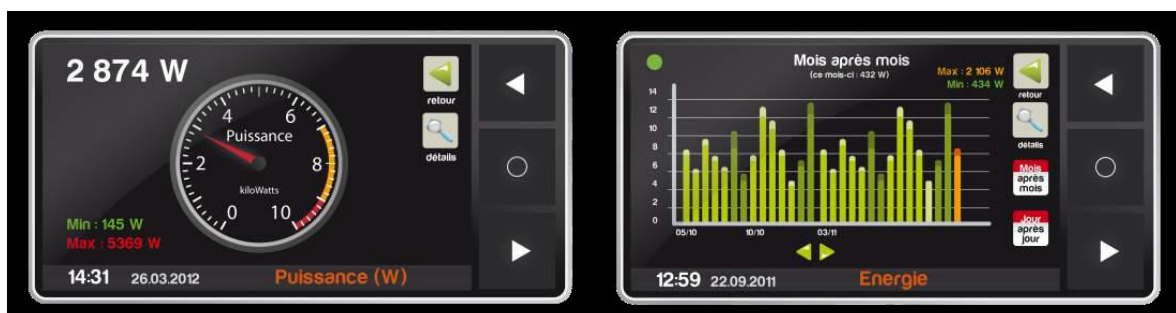 2 874 W
retour
4 6
Puissance
détails
2 8
kiloWatts
0 10
Min : 145 W
Max : 5369 W
14:31 26.03.2012 Puissance (W)
Mois après mois
(ce mois-ci : 432 W)
Max : 2 106 W
Min : 434 W
retour
14
12
10
8
6
4
2
0
détails
Mois
après
mois
Jour
après
jour
05/10 10/10 03/11
12:59 22.09.2011 Energie